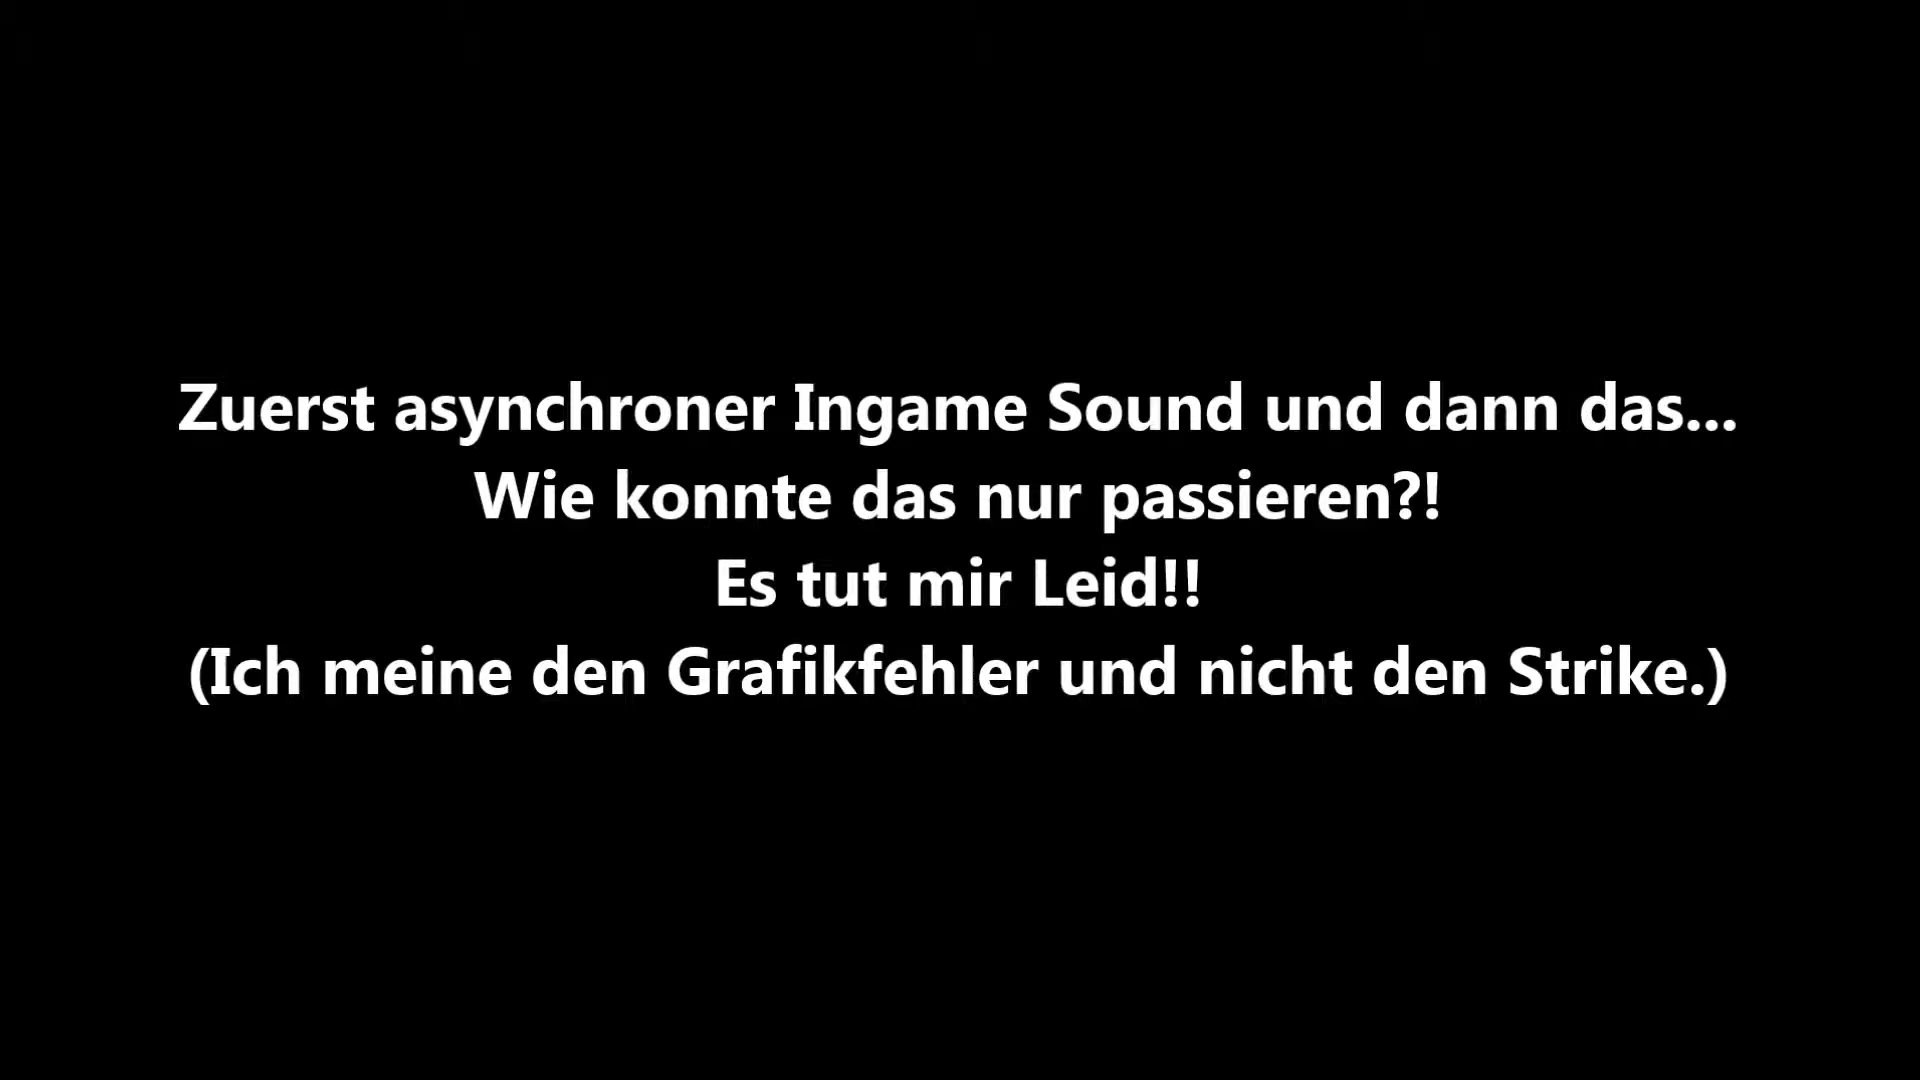 Zuerst asynchroner Ingame Sound und dann das...
Wie konnte das nur passieren?!
Es tut mir Leid!!
(Ich meine den Grafikfehler und nicht den Strike.)